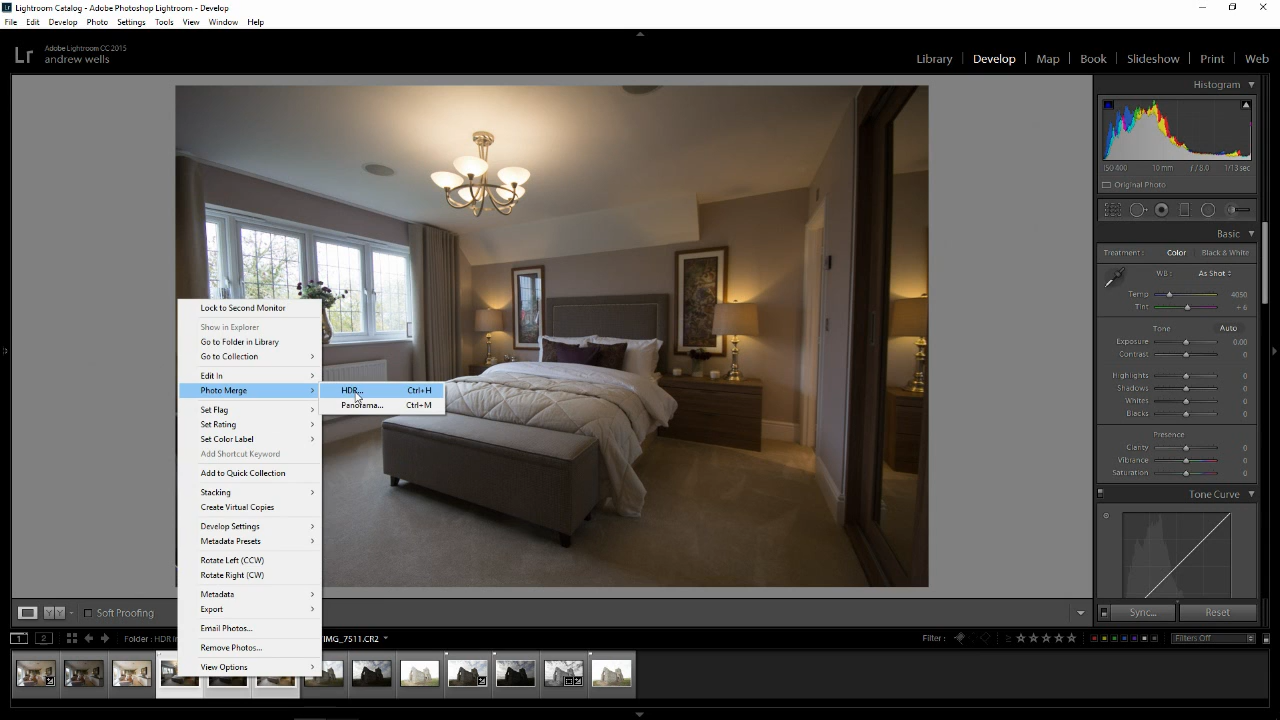 Lightroom Catalog - Adobe Photoshop Lightroom - Develop
File Edit Develop Photo Settings Tools View Window Help
Lr Adobe Lightroom CC 2015
andrew wells
Library | Develop | Map | Book | Slideshow | Print | Web
Histogram
ISO 400 10 mm ƒ / 8.0 1/13 sec
Original Photo
Basic
Treatment : Color Black & White
WB : As Shot
Temp 4050
Tint + 6
Tone Auto
Exposure 0.00
Contrast 0
Highlights 0
Shadows 0
Whites 0
Blacks 0
Presence
Clarity 0
Vibrance 0
Saturation 0
Tone Curve
Lock to Second Monitor
Show in Explorer
Go to Folder in Library
Go to Collection
Edit In
Photo Merge
HDR... Ctrl+H
Panorama... Ctrl+M
Set Flag
Set Rating
Set Color Label
Add Shortcut Keyword
Add to Quick Collection
Stacking
Create Virtual Copies
Develop Settings
Metadata Presets
Rotate Left (CCW)
Rotate Right (CW)
Metadata
Export
Email Photos...
Remove Photos...
View Options
Y Y Soft Proofing
Sync... Reset
1 2 Folder : HDR IMG_7511.CR2
Filter : Filters Off